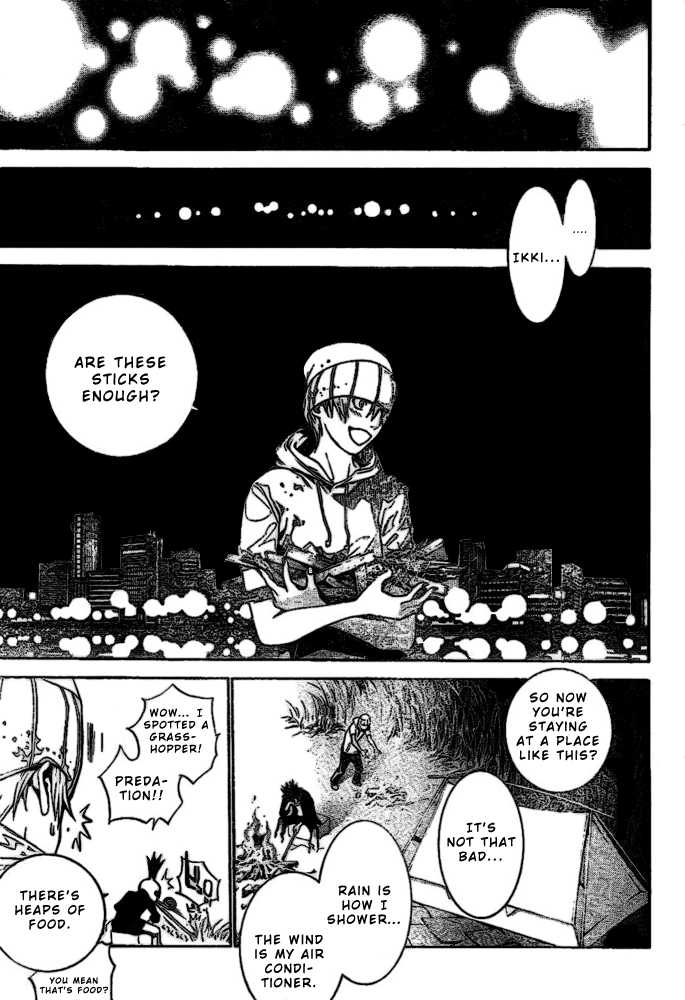 ....
IKKI...
ARE THESE
STICKS
ENOUGH?
SO NOW
YOU'RE
STAYING
AT A PLACE
LIKE THIS?
IT'S
NOT THAT
BAD...
RAIN IS
HOW I
SHOWER...
THE WIND
IS MY AIR
CONDI-
TIONER.
WOW... I
SPOTTED A
GRASS-
HOPPER!
PREDA-
TION!!
THERE'S
HEAPS OF
FOOD.
YOU MEAN
THAT'S FOOD?